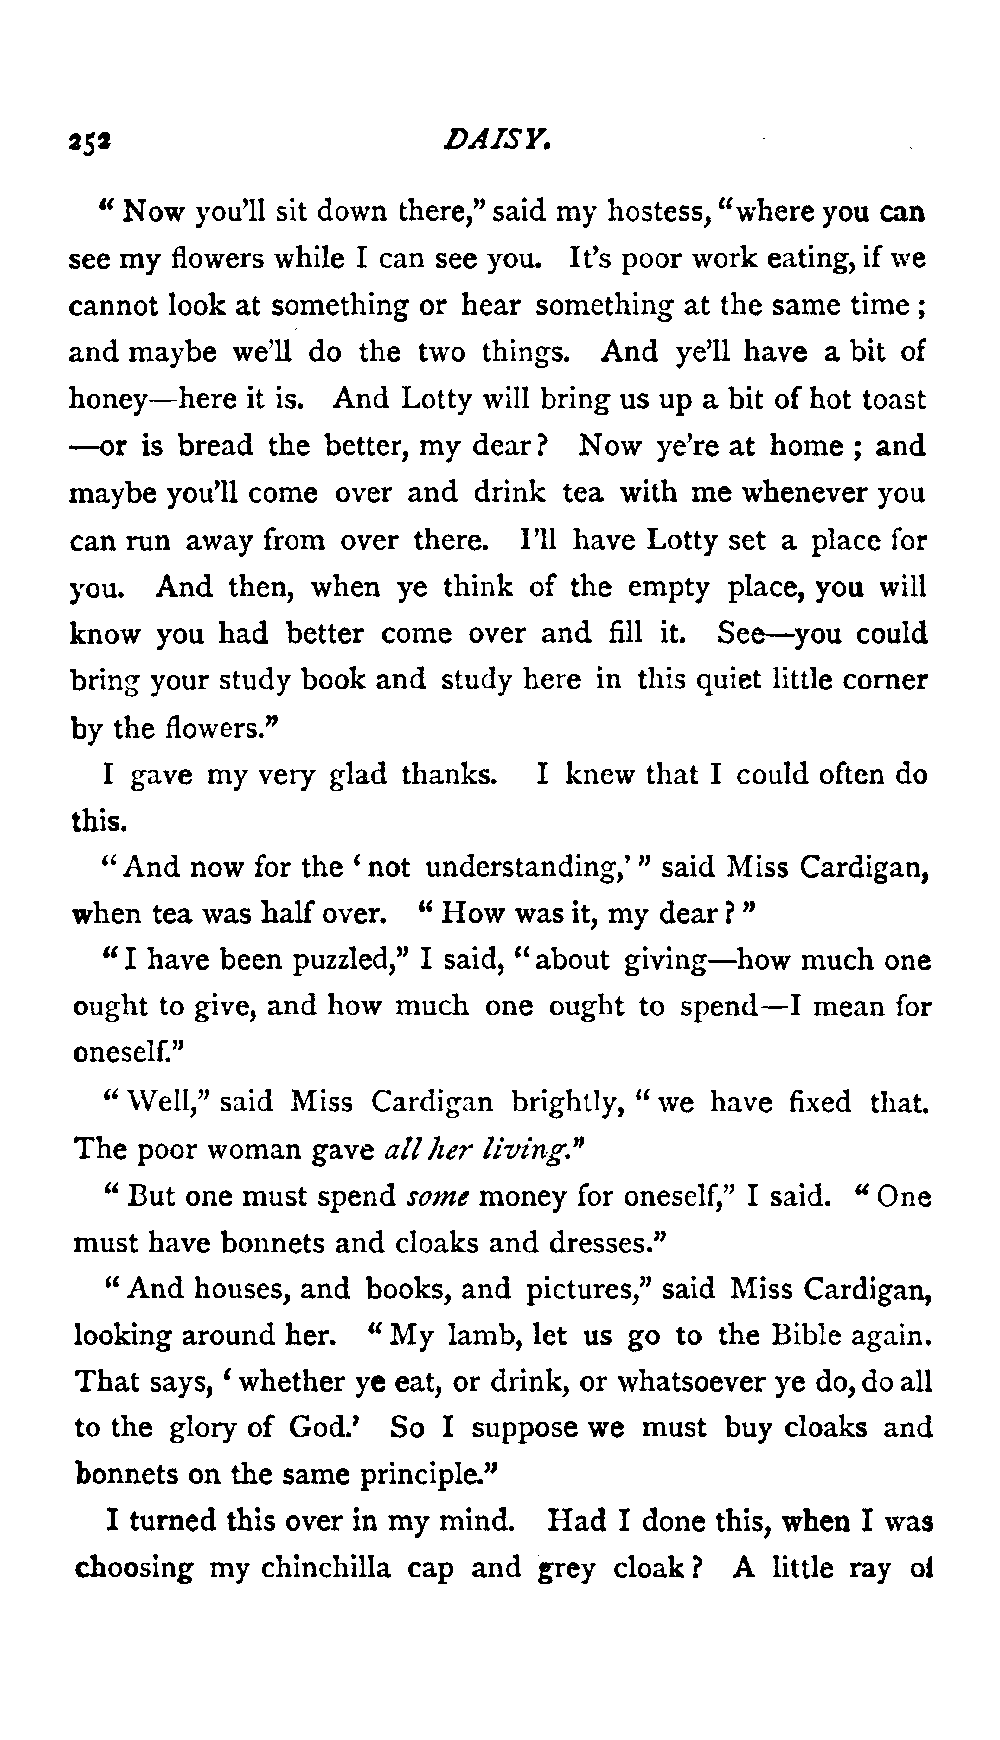 252 DAISY.
“ Now you'll sit down there,” said my hostess, “where you can
see my flowers while I can see you. It's poor work eating, if we
cannot look at something or hear something at the same time ;
and maybe we'll do the two things. And ye'll have a bit of
honey—here it is. And Lotty will bring us up a bit of hot toast
—or is bread the better, my dear? Now ye're at home ; and
maybe you'll come over and drink tea with me whenever you
can run away from over there. I'll have Lotty set a place for
you. And then, when ye think of the empty place, you will
know you had better come over and fill it. See—you could
bring your study book and study here in this quiet little corner
by the flowers.”
I gave my very glad thanks. I knew that I could often do
this.
“ And now for the ‘ not understanding,’ ” said Miss Cardigan,
when tea was half over. “ How was it, my dear ? ”
“ I have been puzzled,” I said, “about giving—how much one
ought to give, and how much one ought to spend—I mean for
oneself.”
“ Well,” said Miss Cardigan brightly, “ we have fixed that.
The poor woman gave all her living.”
“ But one must spend some money for oneself,” I said. “ One
must have bonnets and cloaks and dresses.”
“ And houses, and books, and pictures,” said Miss Cardigan,
looking around her. “ My lamb, let us go to the Bible again.
That says, ‘ whether ye eat, or drink, or whatsoever ye do, do all
to the glory of God.’ So I suppose we must buy cloaks and
bonnets on the same principle.”
I turned this over in my mind. Had I done this, when I was
choosing my chinchilla cap and grey cloak ? A little ray of